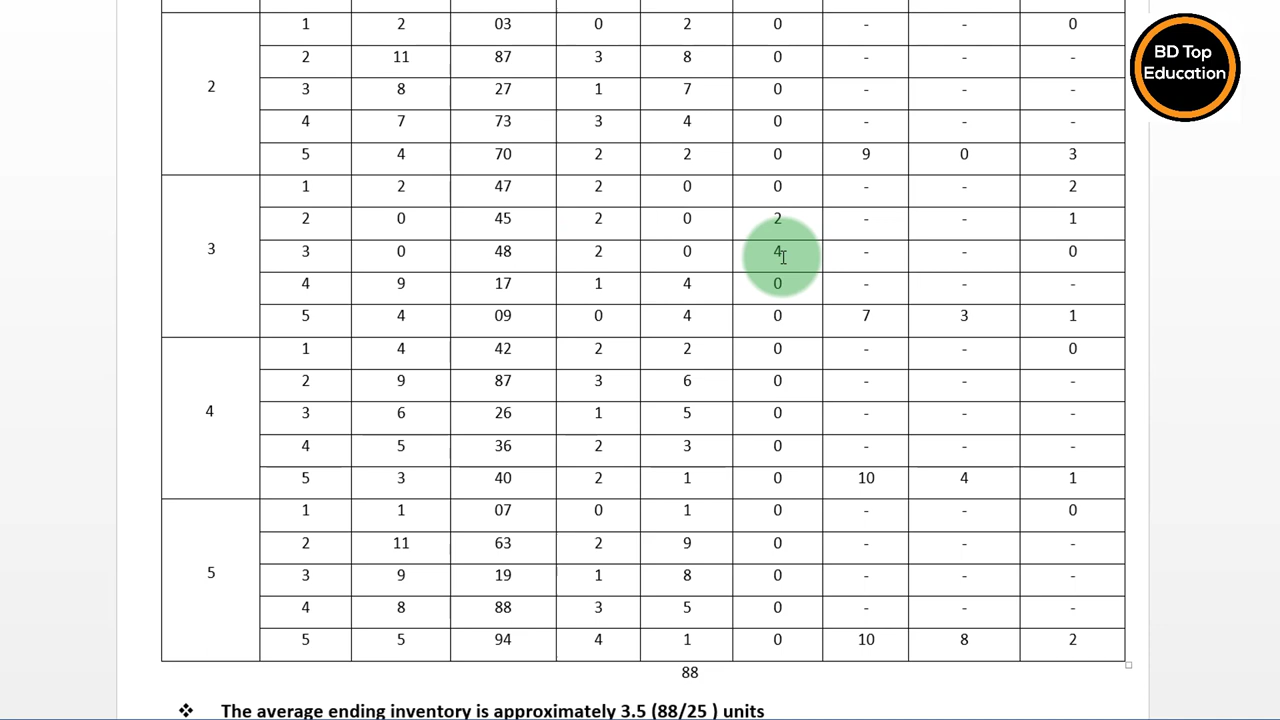 BD Top
Education
2
1 2 03 0 2 0 - - 0
2 11 87 3 8 0 - - -
3 8 27 1 7 0 - - -
4 7 73 3 4 0 - - -
5 4 70 2 2 0 9 0 3
3
1 2 47 2 0 0 - - 2
2 0 45 2 0 2 - - 1
3 0 48 2 0 4 - - 0
4 9 17 1 4 0 - - -
5 4 09 0 4 0 7 3 1
4
1 4 42 2 2 0 - - 0
2 9 87 3 6 0 - - -
3 6 26 1 5 0 - - -
4 5 36 2 3 0 - - -
5 3 40 2 1 0 10 4 1
5
1 1 07 0 1 0 - - 0
2 11 63 2 9 0 - - -
3 9 19 1 8 0 - - -
4 8 88 3 5 0 - - -
5 5 94 4 1 0 10 8 2
88
❖ The average ending inventory is approximately 3.5 (88/25 ) units